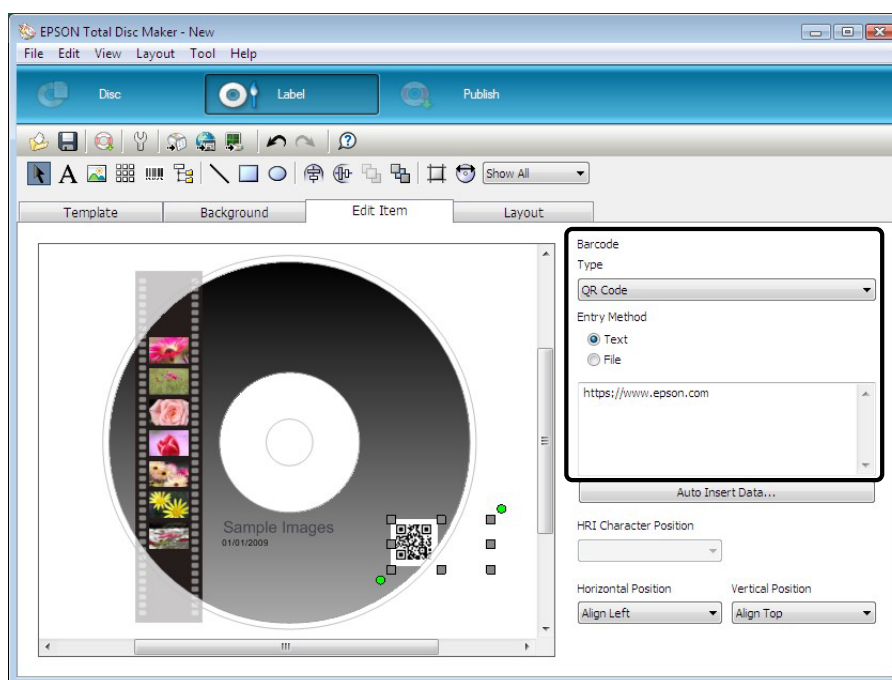 EPSON Total Disc Maker - New
File Edit View Layout Tool Help
Disc Label Publish
A Show All
Template Background Edit Item Layout
Barcode
Type
QR Code
Entry Method
Text
File
https://www.epson.com
Auto Insert Data...
Sample Images
01/01/2009
HRI Character Position
Horizontal Position Vertical Position
Align Left Align Top